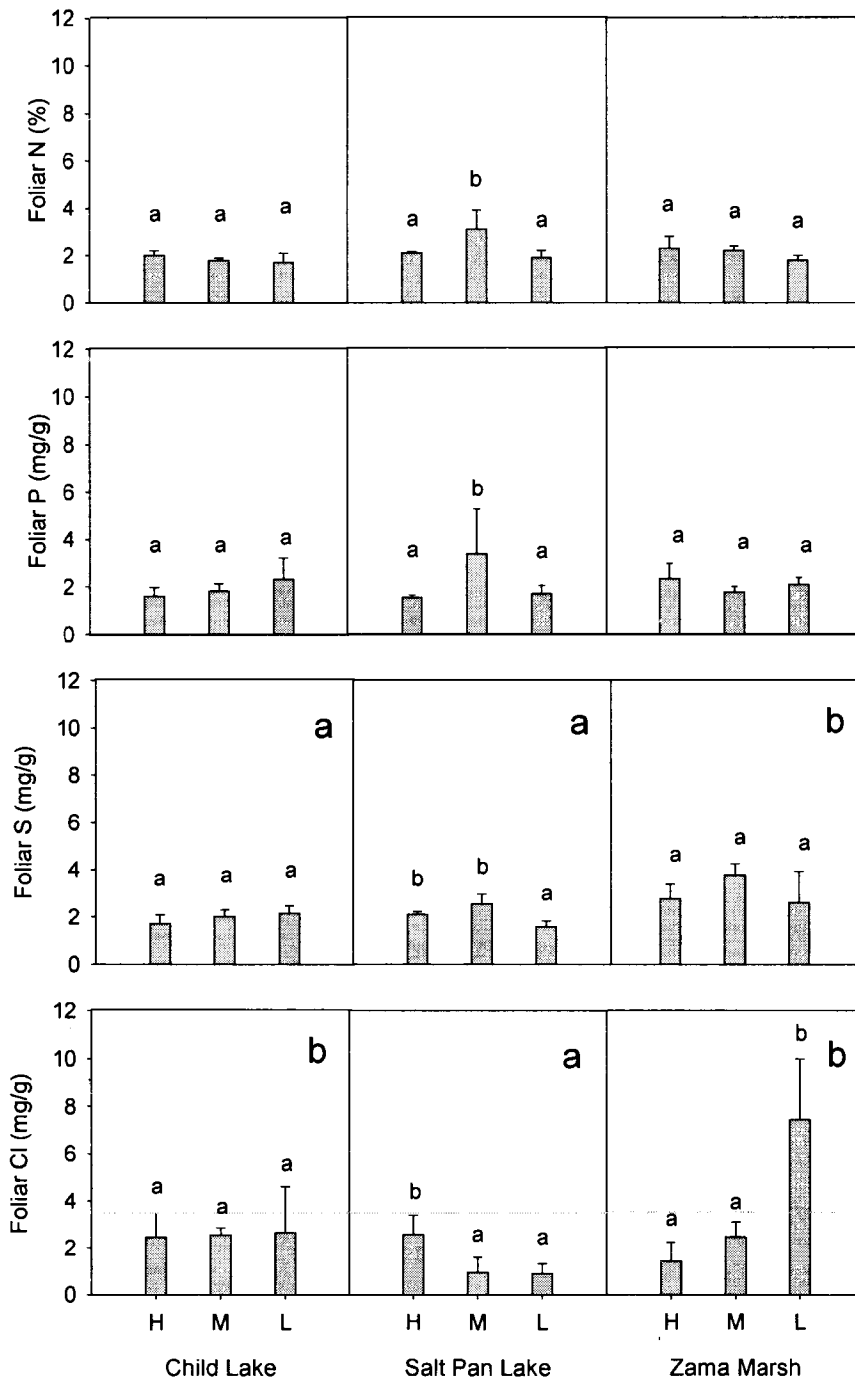 12
10
8
6
4
2
0
Foliar N (%)
a a a
a b a
a a a
12
10
8
6
4
2
0
Foliar P (mg/g)
a a a
a b a
a a a
12
10
8
6
4
2
0
Foliar S (mg/g)
a a b
a a a
b b a
a a a
12
10
8
6
4
2
0
Foliar Cl (mg/g)
b a b
a a a
b a a
a a b
H M L H M L H M L
Child Lake Salt Pan Lake Zama Marsh